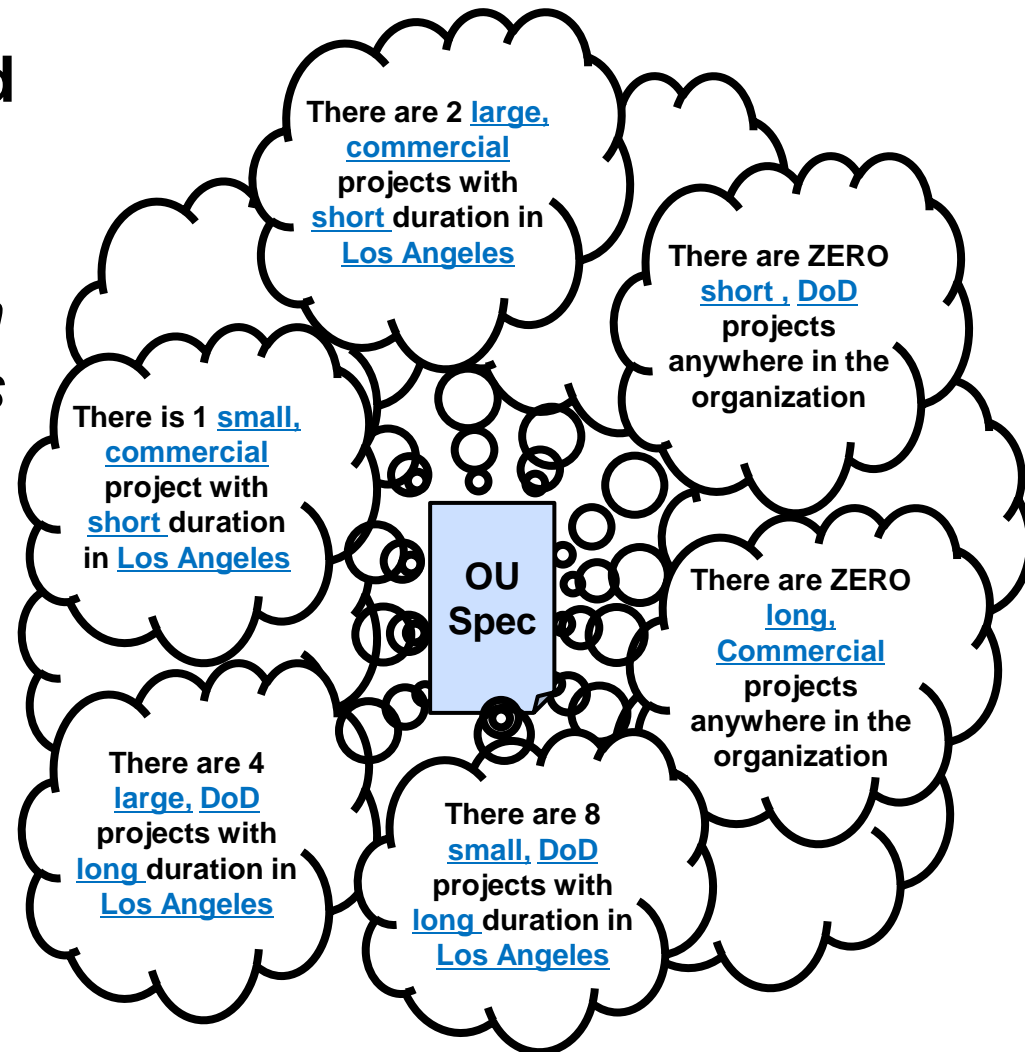 d
There are 2 large,
commercial
projects with
short duration in
Los Angeles
There are ZERO
short , DoD
projects
anywhere in the
organization
s
There is 1 small,
commercial
project with
short duration
in Los Angeles
OU
Spec
There are ZERO
long,
Commercial
projects
anywhere in the
organization
There are 4
large, DoD
projects with
long duration in
Los Angeles
There are 8
small, DoD
projects with
long duration in
Los Angeles